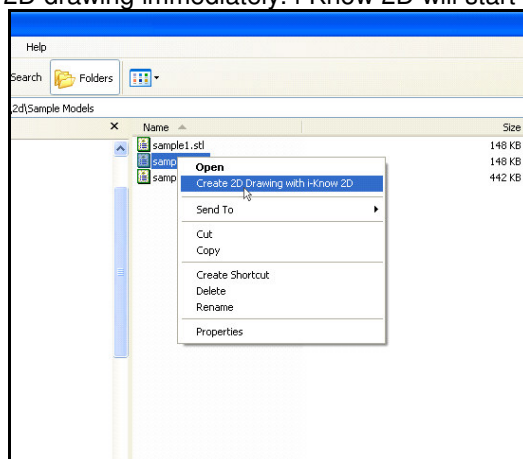 2D drawing immediately. i-Know 2D will start
Help
Search Folders
2d\Sample Models
× Name Size
sample1.stl 148 KB
samp 148 KB
samp 442 KB
Open
Create 2D Drawing with i-Know 2D
Send To
Cut
Copy
Create Shortcut
Delete
Rename
Properties